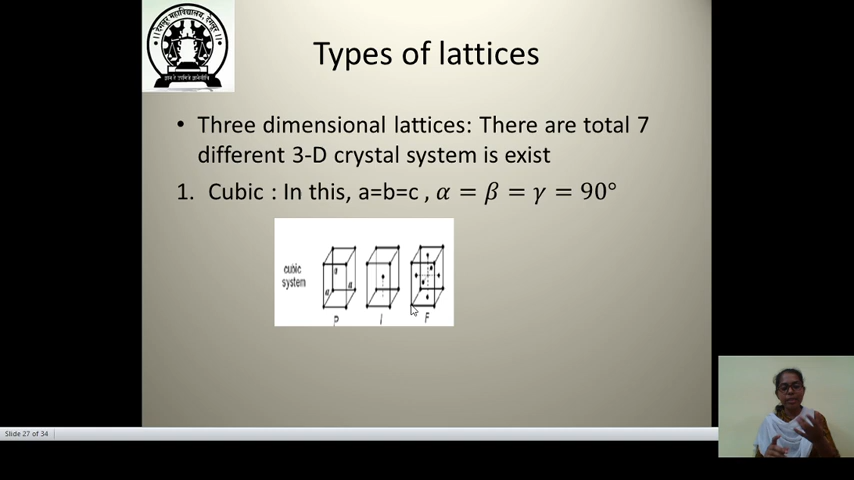 Types of lattices
• Three dimensional lattices: There are total 7
different 3-D crystal system is exist
1. Cubic : In this, a=b=c , 𝛼 = 𝛽 = 𝛾 = 90°
cubic
system
a
a
a
P
I
F
Slide 27 of 34